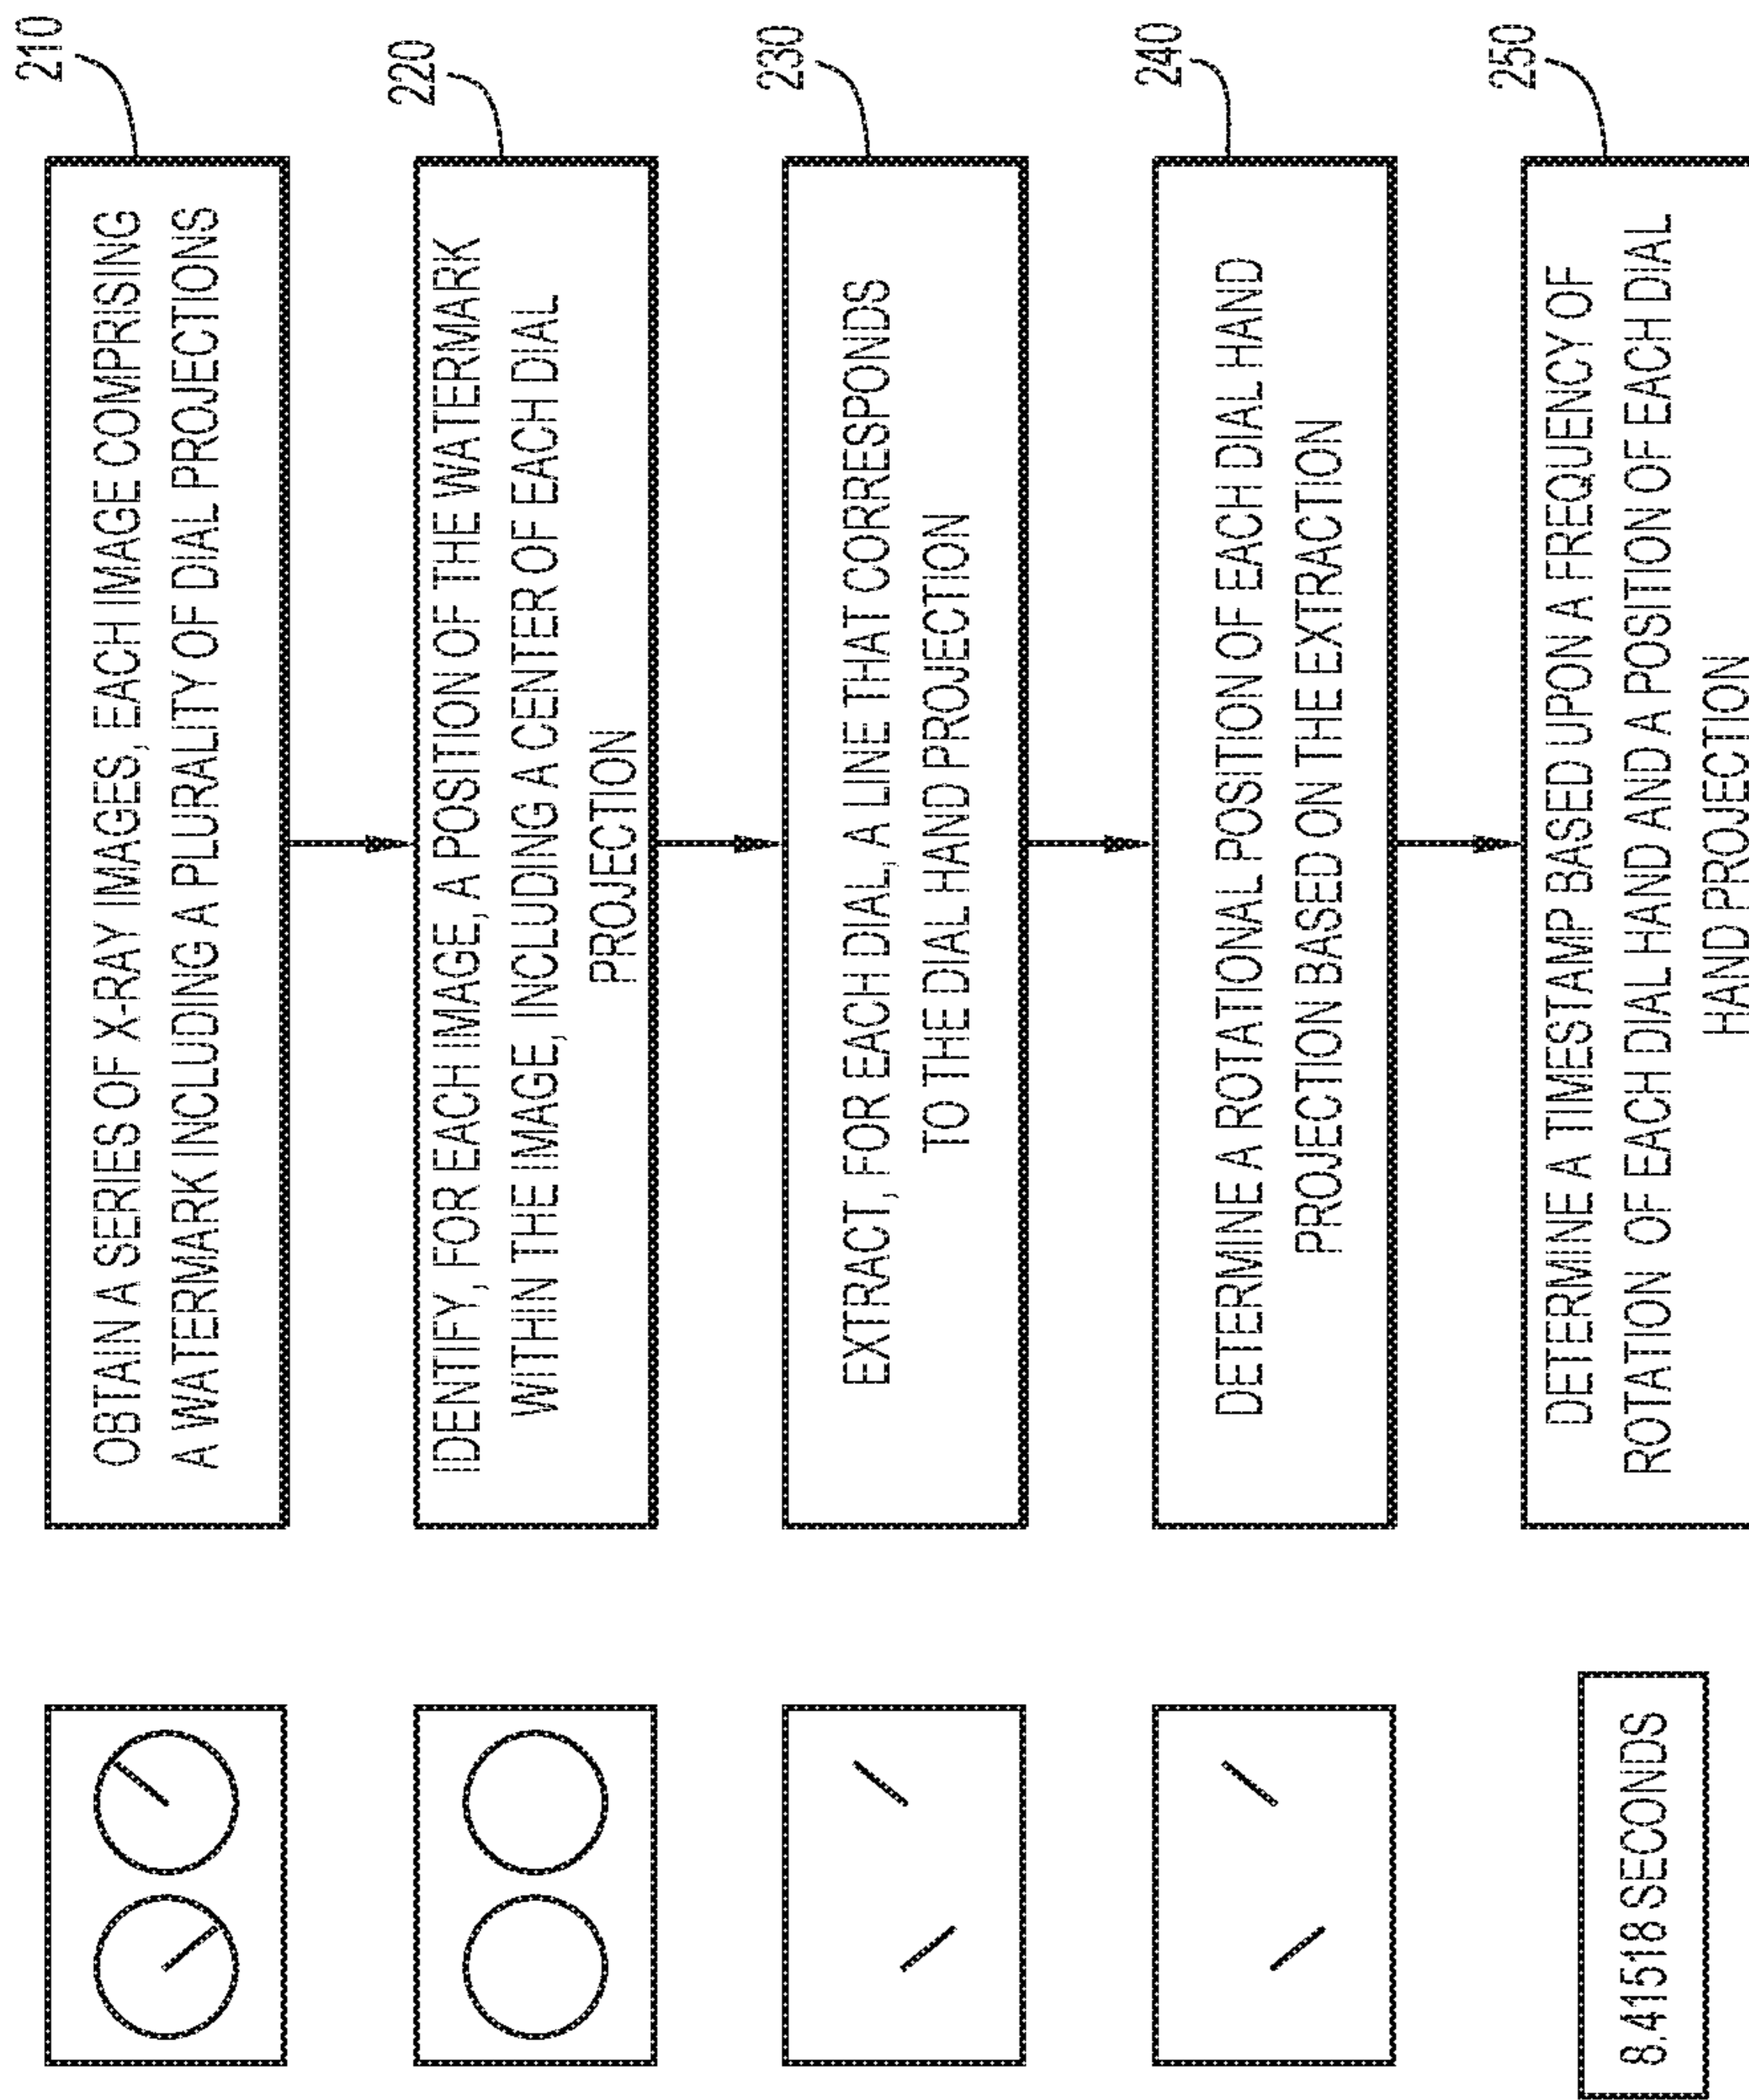 210
OBTAIN A SERIES OF X-RAY IMAGES, EACH IMAGE COMPRISING
A WATERMARK INCLUDING A PLURALITY OF DIAL PROJECTIONS
220
IDENTIFY, FOR EACH IMAGE, A POSITION OF THE WATERMARK
WITHIN THE IMAGE, INCLUDING A CENTER OF EACH DIAL
PROJECTION
230
EXTRACT, FOR EACH DIAL, A LINE THAT CORRESPONDS
TO THE DIAL HAND PROJECTION
240
DETERMINE A ROTATIONAL POSITION OF EACH DIAL HAND
PROJECTION BASED ON THE EXTRACTION
250
DETERMINE A TIMESTAMP BASED UPON A FREQUENCY OF
ROTATION OF EACH DIAL HAND AND A POSITION OF EACH DIAL
HAND PROJECTION
8.41518 SECONDS